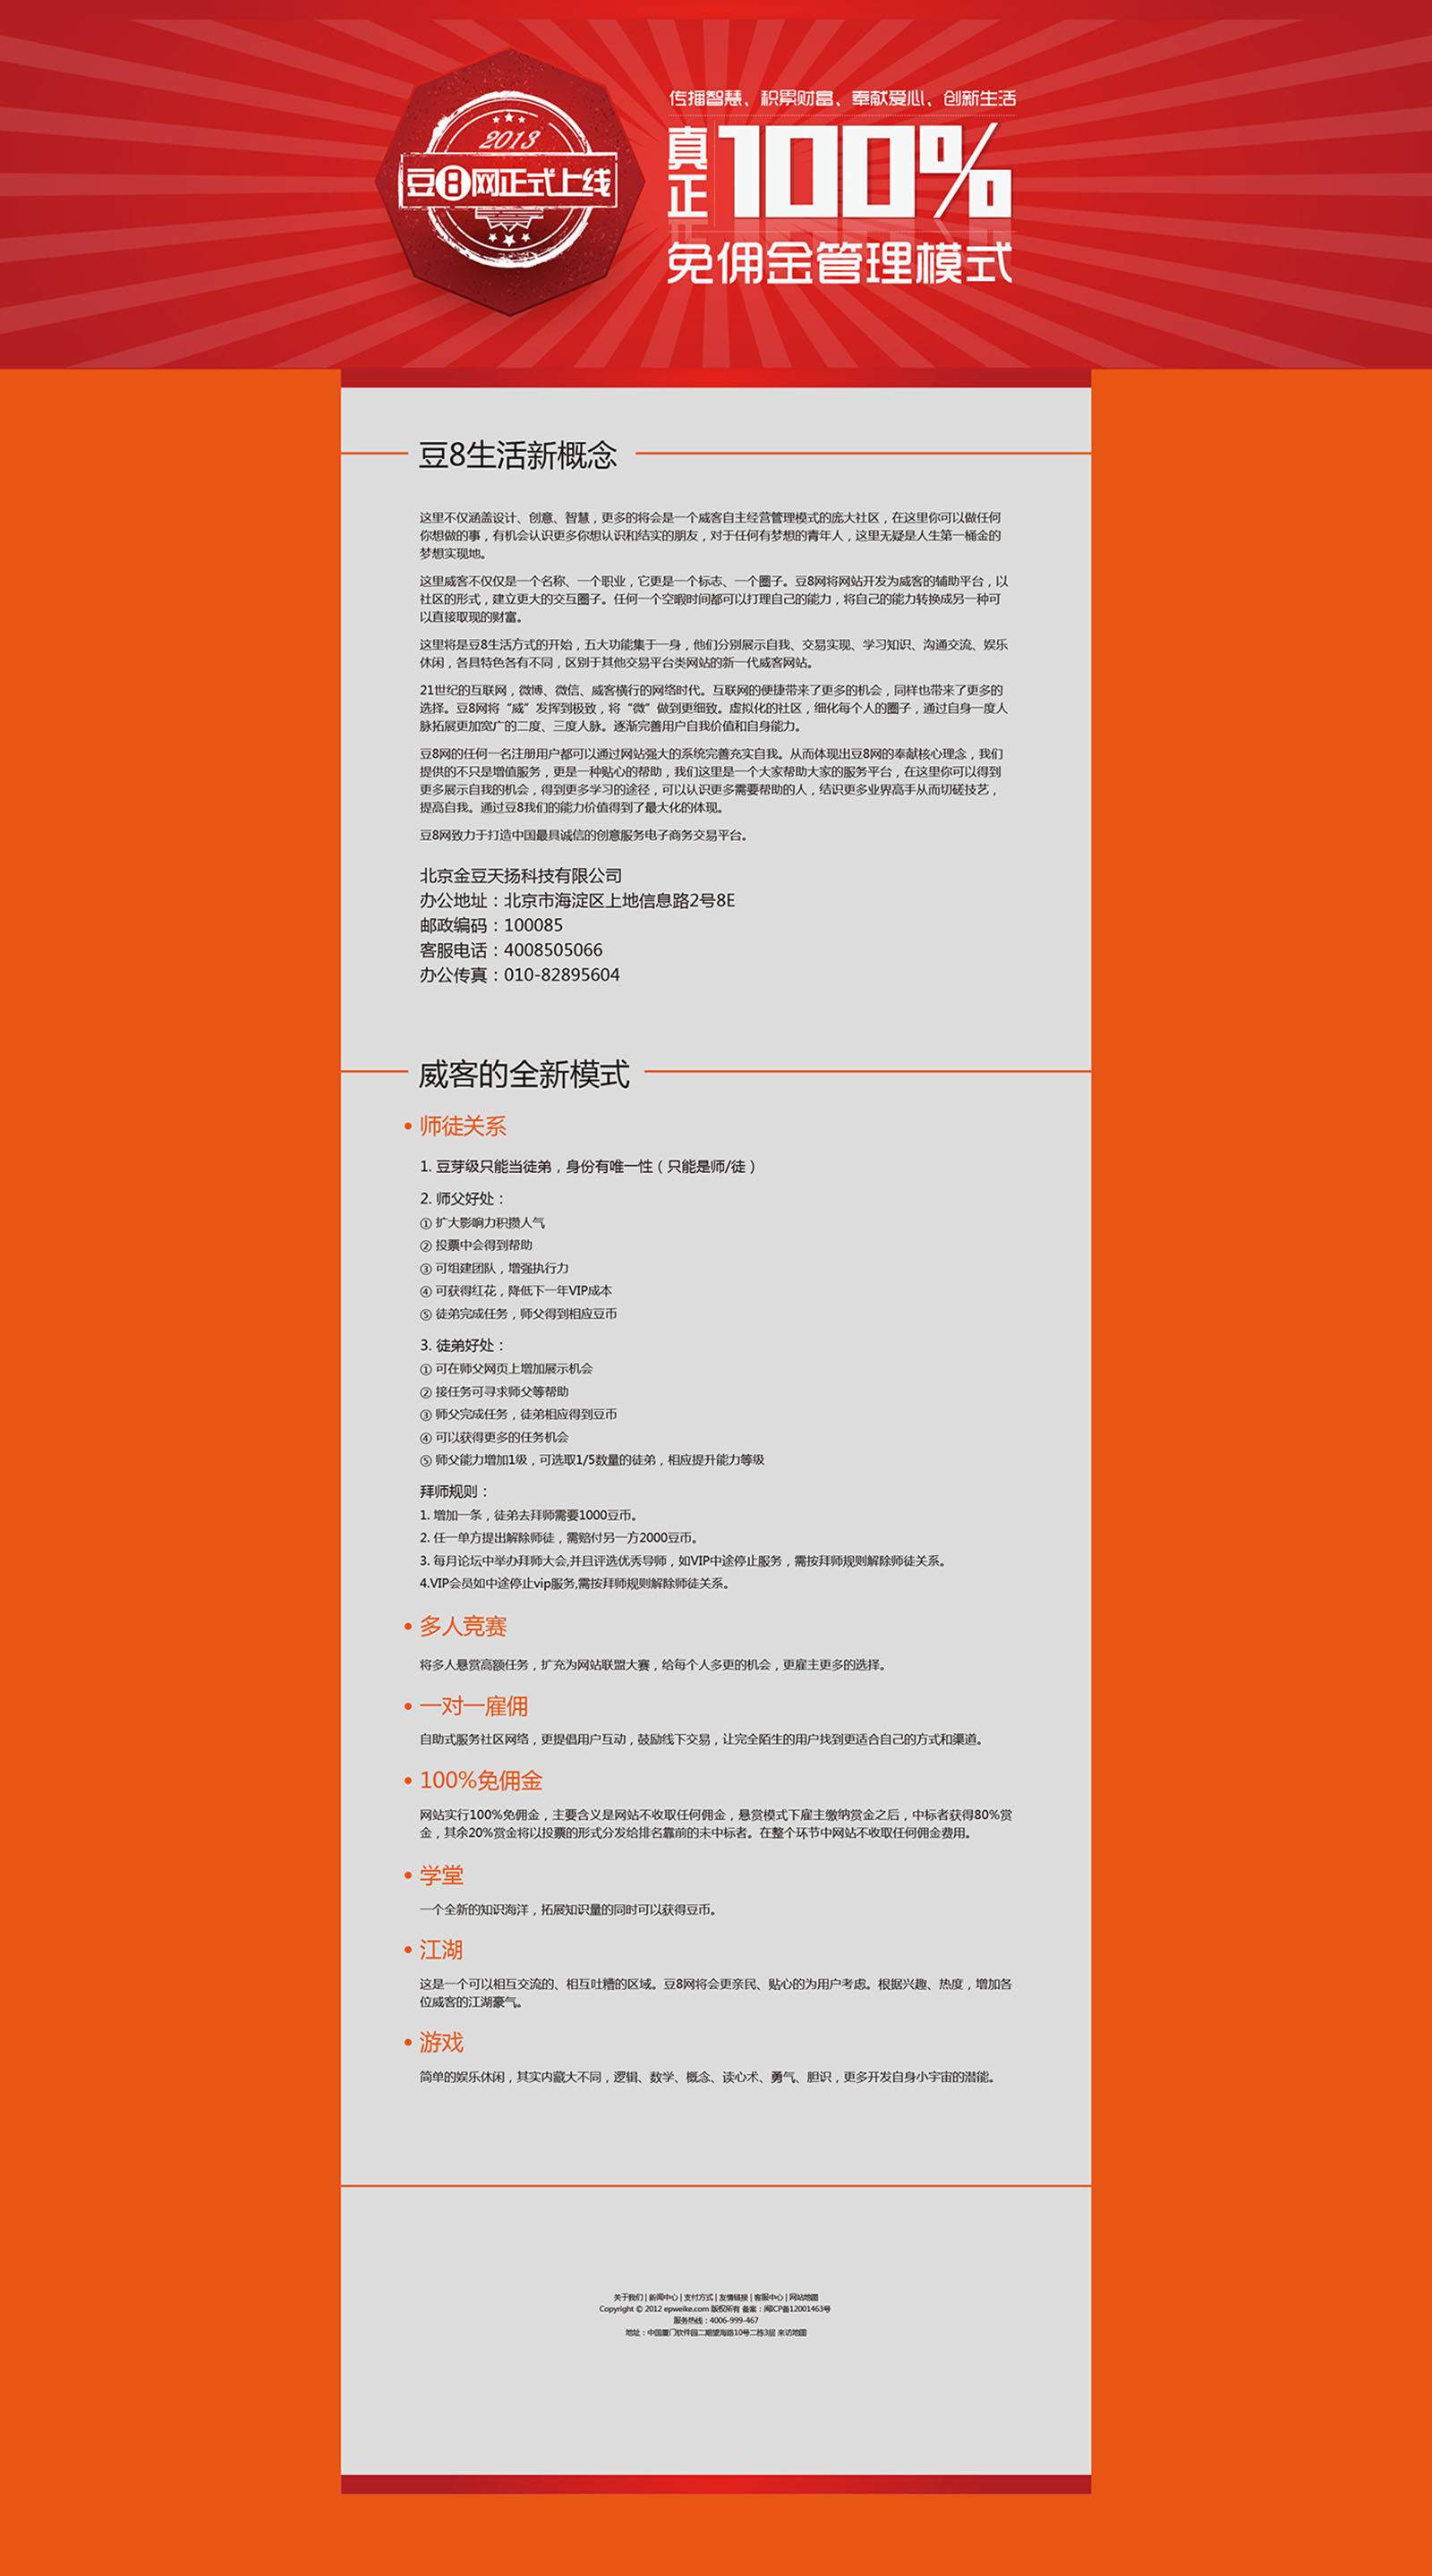 2013
豆8网正式上线
传播智慧、积累财富、奉献爱心、创新生活
真正100%
免佣金管理模式
豆8生活新概念
这里不仅涵盖设计、创意、智慧，更多的将会是一个威客自主经营管理模式的庞大社区，在这里你可以做任何
你想做的事，有机会认识更多你想认识和结实的朋友，对于任何有梦想的青年人，这里无疑是人生第一桶金的
梦想实现地。
这里威客不仅仅是一个名称、一个职业，它更是一个标志、一个圈子。豆8网将网站开发为威客的辅助平台，以
社区的形式，建立更大的交互圈子。任何一个空暇时间都可以打理自己的能力，将自己的能力转换成另一种可
以直接取现的财富。
这里将是豆8生活方式的开始，五大功能集于一身，他们分别展示自我、交易实现、学习知识、沟通交流、娱乐
休闲，各具特色各有不同，区别于其他交易平台类网站的新一代威客网站。
21世纪的互联网，微博、微信、威客横行的网络时代。互联网的便捷带来了更多的机会，同样也带来了更多的
选择。豆8网将“威”发挥到极致，将“微”做到更细致。虚拟化的社区，细化每个人的圈子，通过自身一度人
脉拓展更加宽广的二度、三度人脉。逐渐完善用户自我价值和自身能力。
豆8网的任何一名注册用户都可以通过网站强大的系统完善充实自我。从而体现出豆8网的奉献核心理念，我们
提供的不只是增值服务，更是一种贴心的帮助，我们这里是一个大家帮助大家的服务平台，在这里你可以得到
更多展示自我的机会，得到更多学习的途径，可以认识更多需要帮助的人，结识更多业界高手从而切磋技艺，
提高自我。通过豆8我们的能力价值得到了最大化的体现。
豆8网致力于打造中国最具诚信的创意服务电子商务交易平台。
北京金豆天扬科技有限公司
办公地址：北京市海淀区上地信息路2号8E
邮政编码：100085
客服电话：4008505066
办公传真：010-82895604
威客的全新模式
• 师徒关系
1. 豆芽级只能当徒弟，身份有唯一性（只能是师/徒）
2. 师父好处：
① 扩大影响力积攒人气
② 投票中会得到帮助
③ 可组建团队，增强执行力
④ 可获得红花，降低下一年VIP成本
⑤ 徒弟完成任务，师父得到相应豆币
3. 徒弟好处：
① 可在师父网页上增加展示机会
② 接任务可寻求师父等帮助
③ 师父完成任务，徒弟相应得到豆币
④ 可以获得更多的任务机会
⑤ 师父能力增加1级，可选取1/5数量的徒弟，相应提升能力等级
拜师规则：
1. 增加一条，徒弟去拜师需要1000豆币。
2. 任一单方提出解除师徒，需赔付另一方2000豆币。
3. 每月论坛中举办拜师大会,并且评选优秀导师，如VIP中途停止服务，需按拜师规则解除师徒关系。
4.VIP会员如中途停止vip服务,需按拜师规则解除师徒关系。
• 多人竞赛
将多人悬赏高额任务，扩充为网站联盟大赛，给每个人多更的机会，更雇主更多的选择。
• 一对一雇佣
自助式服务社区网络，更提倡用户互动，鼓励线下交易，让完全陌生的用户找到更适合自己的方式和渠道。
• 100%免佣金
网站实行100%免佣金，主要含义是网站不收取任何佣金，悬赏模式下雇主缴纳赏金之后，中标者获得80%赏
金，其余20%赏金将以投票的形式分发给排名靠前的未中标者。在整个环节中网站不收取任何佣金费用。
• 学堂
一个全新的知识海洋，拓展知识量的同时可以获得豆币。
• 江湖
这是一个可以相互交流的、相互吐糟的区域。豆8网将会更亲民、贴心的为用户考虑。根据兴趣、热度，增加各
位威客的江湖豪气。
• 游戏
简单的娱乐休闲，其实内藏大不同，逻辑、数学、概念、读心术、勇气、胆识，更多开发自身小宇宙的潜能。
关于我们 | 新闻中心 | 支付方式 | 友情链接 | 客服中心 | 网站地图
Copyright © 2012 epweike.com 版权所有 备案：闽ICP备12001463号
服务热线：4006-999-467
地址：中国厦门软件园二期望海路10号二栋3层 来访地图